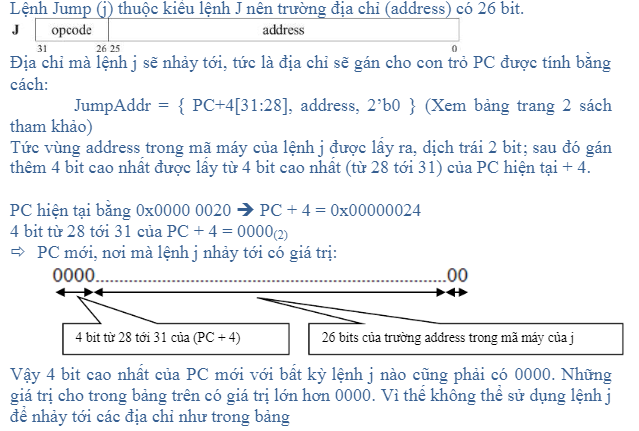 Lệnh Jump (j) thuộc kiểu lệnh J nên trường địa chỉ (address) có 26 bit.
J opcode address
31 26 25 0
Địa chỉ mà lệnh j sẽ nhảy tới, tức là địa chỉ sẽ gán cho con trỏ PC được tính bằng
cách:
JumpAddr = { PC+4[31:28], address, 2’b0 } (Xem bảng trang 2 sách
tham khảo)
Tức vùng address trong mã máy của lệnh j được lấy ra, dịch trái 2 bit; sau đó gán
thêm 4 bit cao nhất được lấy từ 4 bit cao nhất (từ 28 tới 31) của PC hiện tại + 4.
PC hiện tại bằng 0x0000 0020 ➔ PC + 4 = 0x00000024
4 bit từ 28 tới 31 của PC + 4 = 0000(2)
⇨ PC mới, nơi mà lệnh j nhảy tới có giá trị:
0000..........................................................................00
4 bit từ 28 tới 31 của (PC + 4) 26 bits của trường address trong mã máy của j
Vậy 4 bit cao nhất của PC mới với bất kỳ lệnh j nào cũng phải có 0000. Những
giá trị cho trong bảng trên có giá trị lớn hơn 0000. Vì thế không thể sử dụng lệnh j
để nhảy tới các địa chỉ như trong bảng